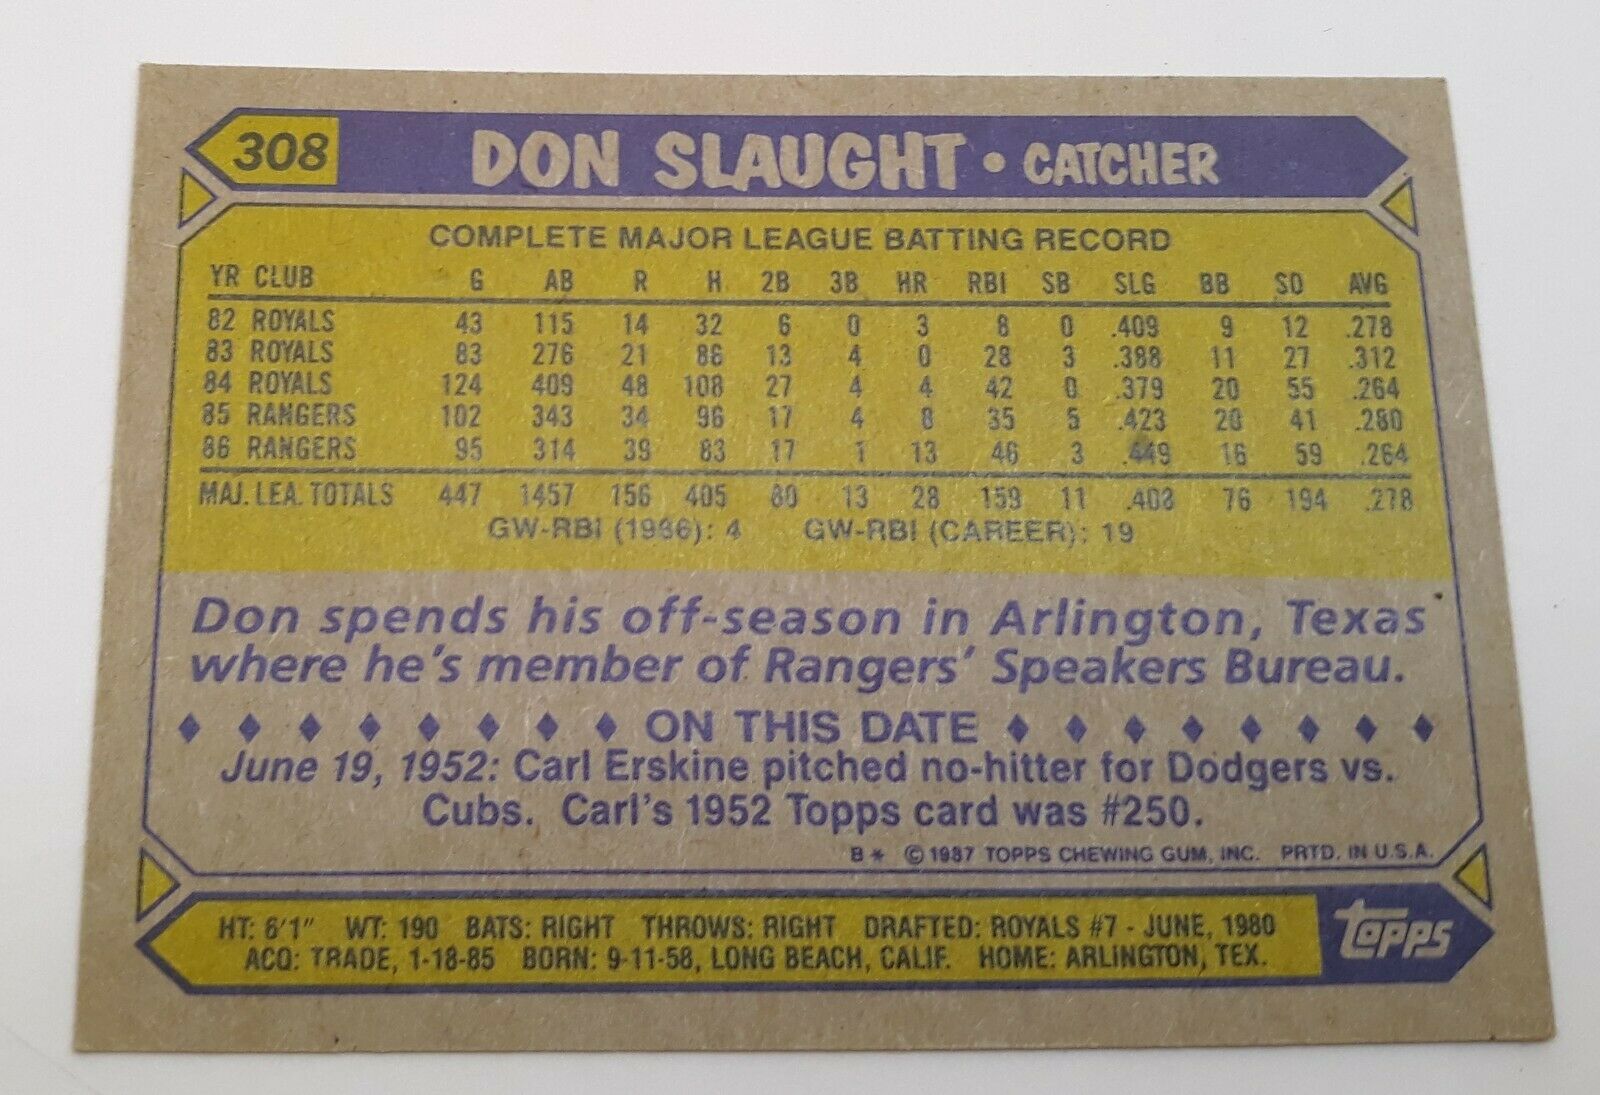 308 DON SLAUGHT • CATCHER
COMPLETE MAJOR LEAGUE BATTING RECORD
YR CLUB G AB R H 2B 3B HR RBI SB SLG BB SO AVG
82 ROYALS 43 115 14 32 6 0 3 8 0 .409 9 12 .278
83 ROYALS 83 276 21 86 13 4 0 28 3 .388 11 27 .312
84 ROYALS 124 409 48 108 27 4 4 42 0 .379 20 55 .264
85 RANGERS 102 343 34 96 17 4 8 35 5 .423 20 41 .280
86 RANGERS 95 314 39 83 17 1 13 46 3 .449 16 59 .264
MAJ. LEA. TOTALS 447 1457 156 405 80 13 28 159 11 .408 76 194 .278
GW-RBI (1986): 4 GW-RBI (CAREER): 19
Don spends his off-season in Arlington, Texas
where he's member of Rangers' Speakers Bureau.
♦ ♦ ♦ ♦ ♦ ♦ ♦ ♦ ON THIS DATE ♦ ♦ ♦ ♦ ♦ ♦ ♦ ♦
June 19, 1952: Carl Erskine pitched no-hitter for Dodgers vs.
Cubs. Carl's 1952 Topps card was #250.
B* © 1987 TOPPS CHEWING GUM, INC. PRTD. IN U.S.A.
HT: 6'1" WT: 190 BATS: RIGHT THROWS: RIGHT DRAFTED: ROYALS #7 - JUNE, 1980
ACQ: TRADE, 1-18-85 BORN: 9-11-58, LONG BEACH, CALIF. HOME: ARLINGTON, TEX.
topps